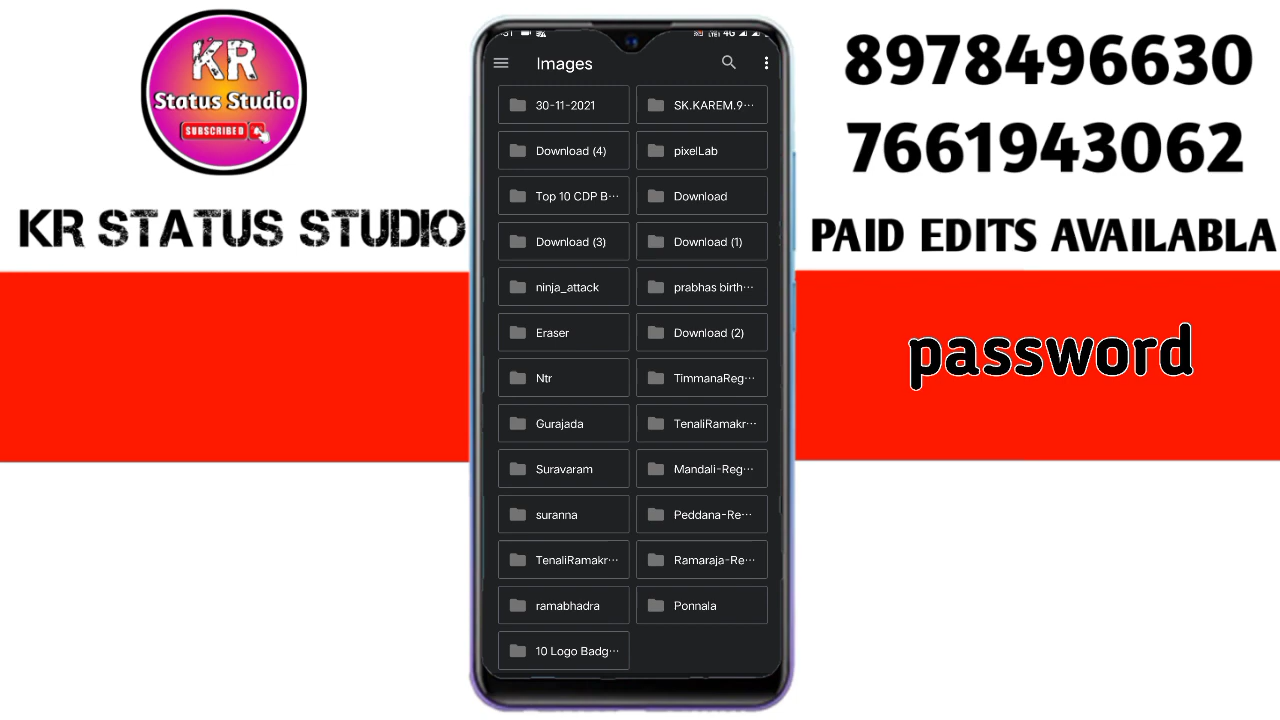 KR
Status Studio
SUBSCRIBED
KR STATUS STUDIO
4G
Images
30-11-2021
SK.KAREM.9…
Download (4)
pixelLab
Top 10 CDP B…
Download
Download (3)
Download (1)
ninja_attack
prabhas birth…
Eraser
Download (2)
Ntr
TimmanaReg…
Gurajada
TenaliRamakr…
Suravaram
Mandali-Reg…
suranna
Peddana-Re…
TenaliRamakr…
Ramaraja-Re…
ramabhadra
Ponnala
10 Logo Badg…
8978496630
7661943062
PAID EDITS AVAILABLA
password